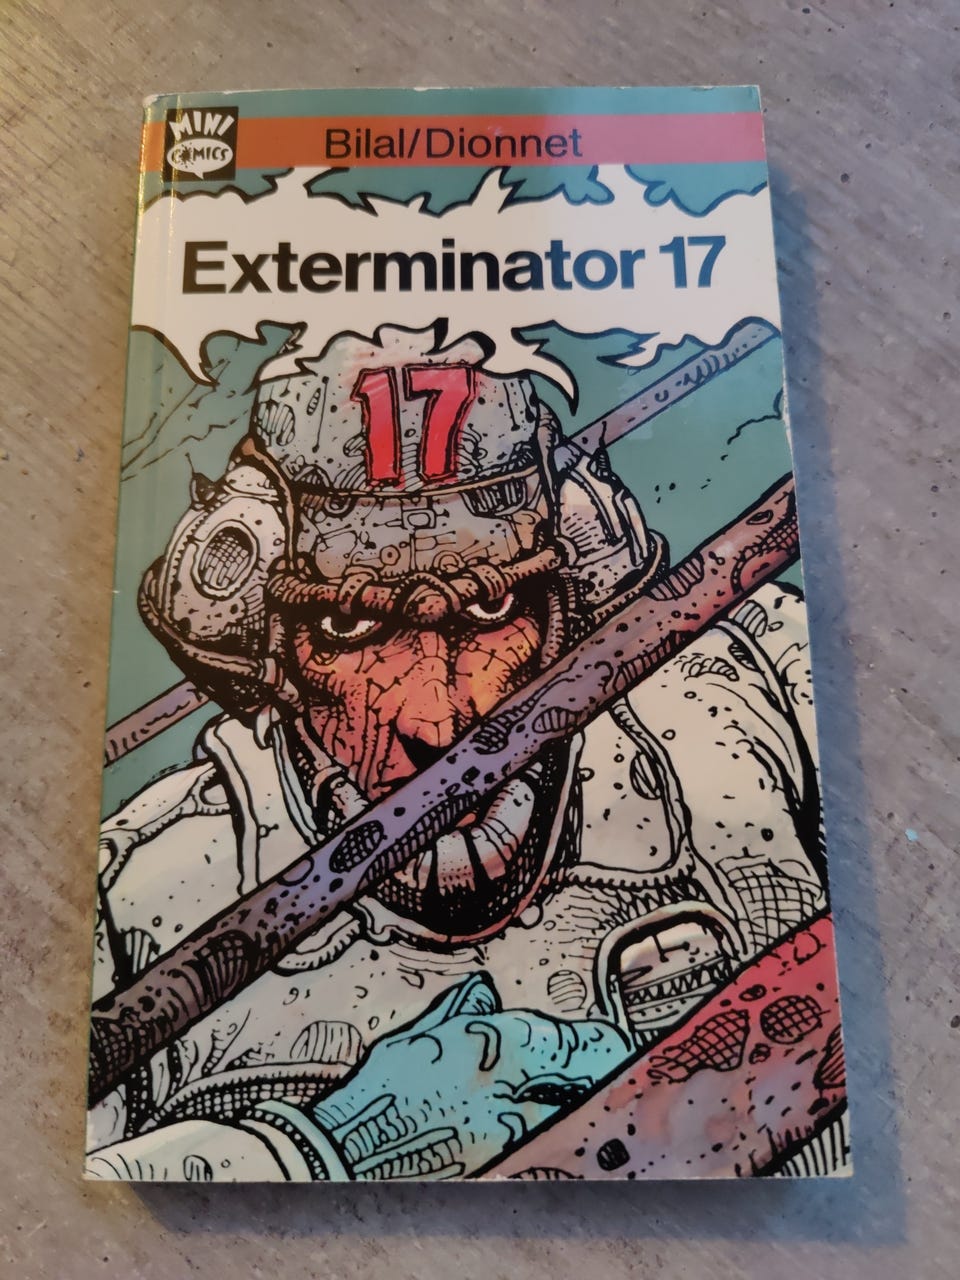 MINI
COMICS
Bilal/Dionnet
Exterminator 17
17